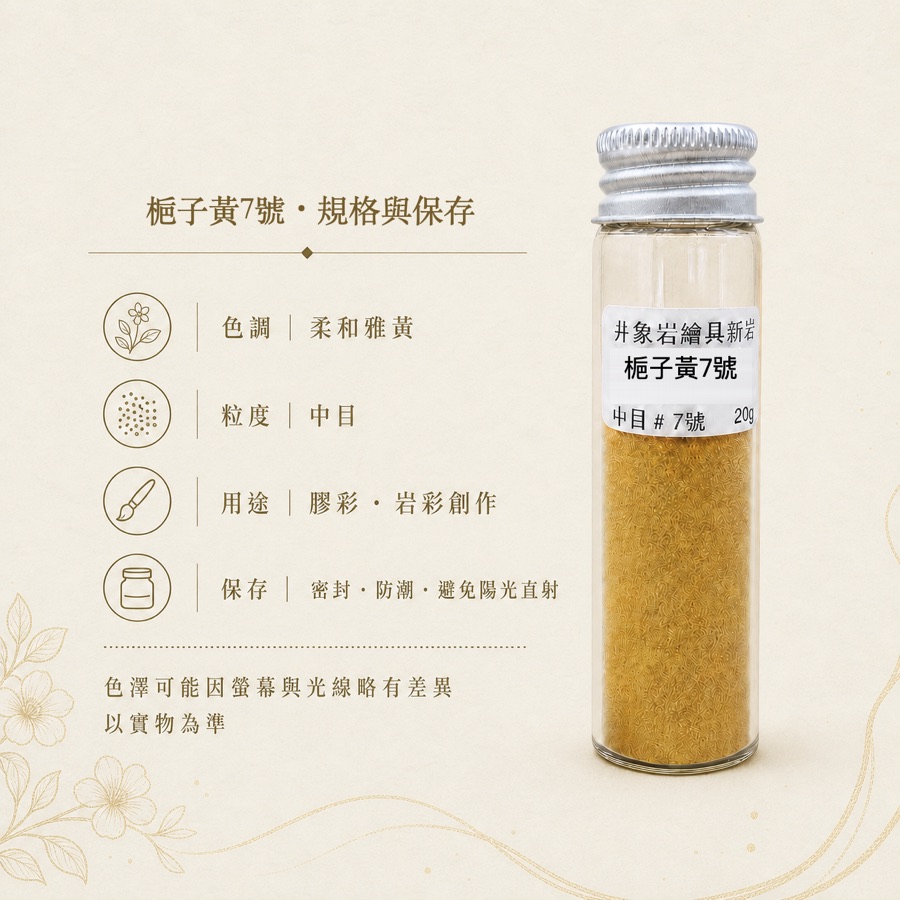 梔子黃7號・規格與保存
色調｜柔和雅黃
粒度｜中目
用途｜膠彩・岩彩創作
保存｜密封・防潮・避免陽光直射
色澤可能因螢幕與光線略有差異
以實物為準
井象岩繪具新岩
梔子黃7號
中目 # 7號 20g